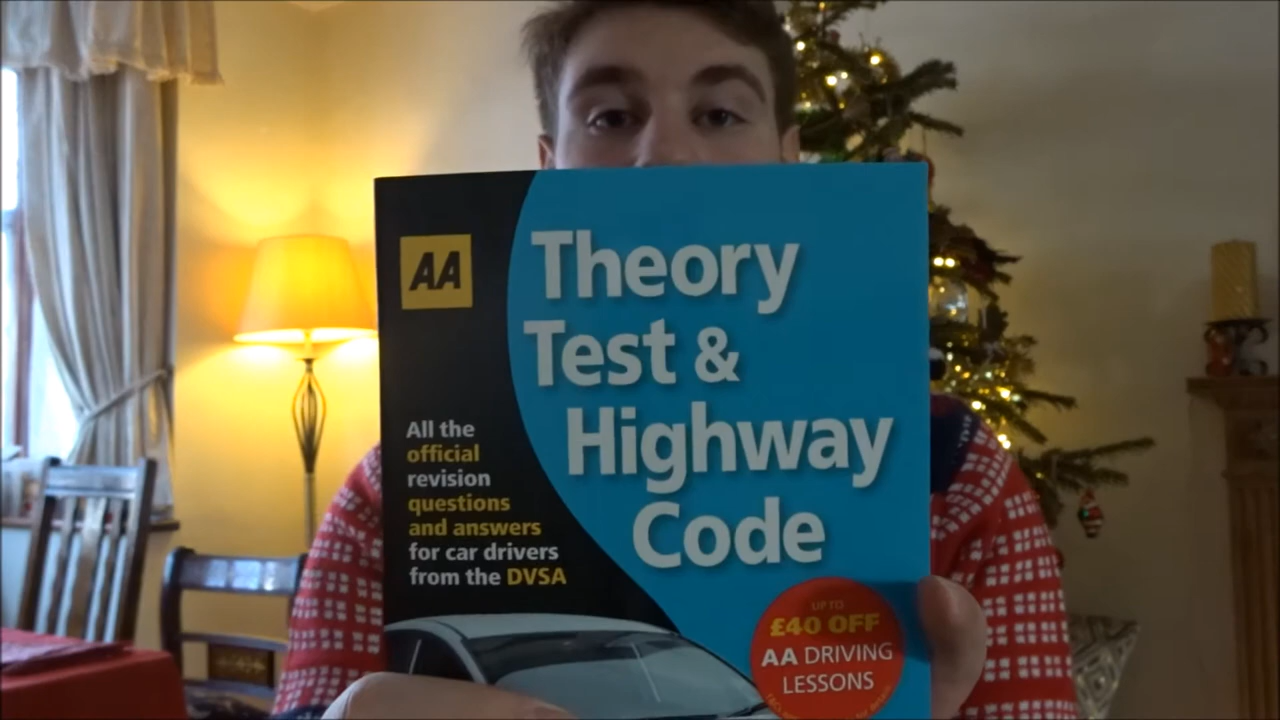 AA
Theory
Test &
Highway
Code
All the
official
revision
questions
and answers
for car drivers
from the DVSA
UP TO
£40 OFF
AA DRIVING
LESSONS